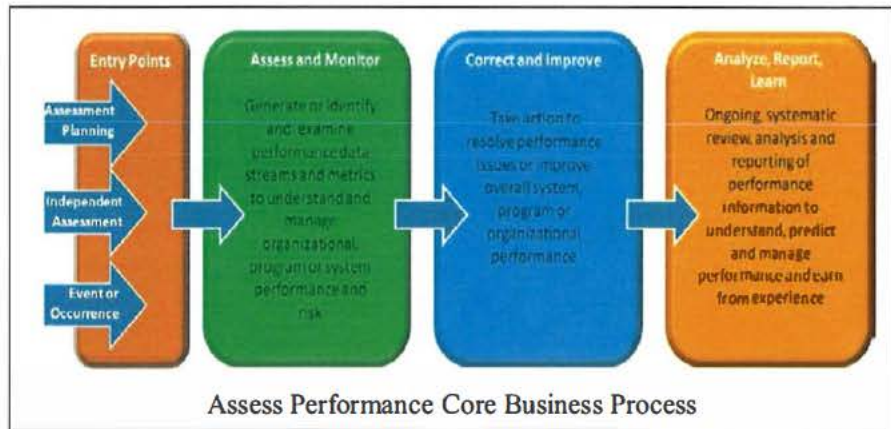 Entry Points
Assessment
Planning
Independent
Assessment
Event or
Occurrence
Assess and Monitor
Generate or identify
and examine
performance data
streams and metrics
to understand and
manage
organizational,
program or system
performance and
risk
Correct and Improve
Take action to
resolve performance
issues or improve
overall system,
program or
organizational
performance
Analyze, Report,
Learn
Ongoing, systematic
review, analysis and
reporting of
performance
information to
understand, predict
and manage
performance and earn
from experience
Assess Performance Core Business Process